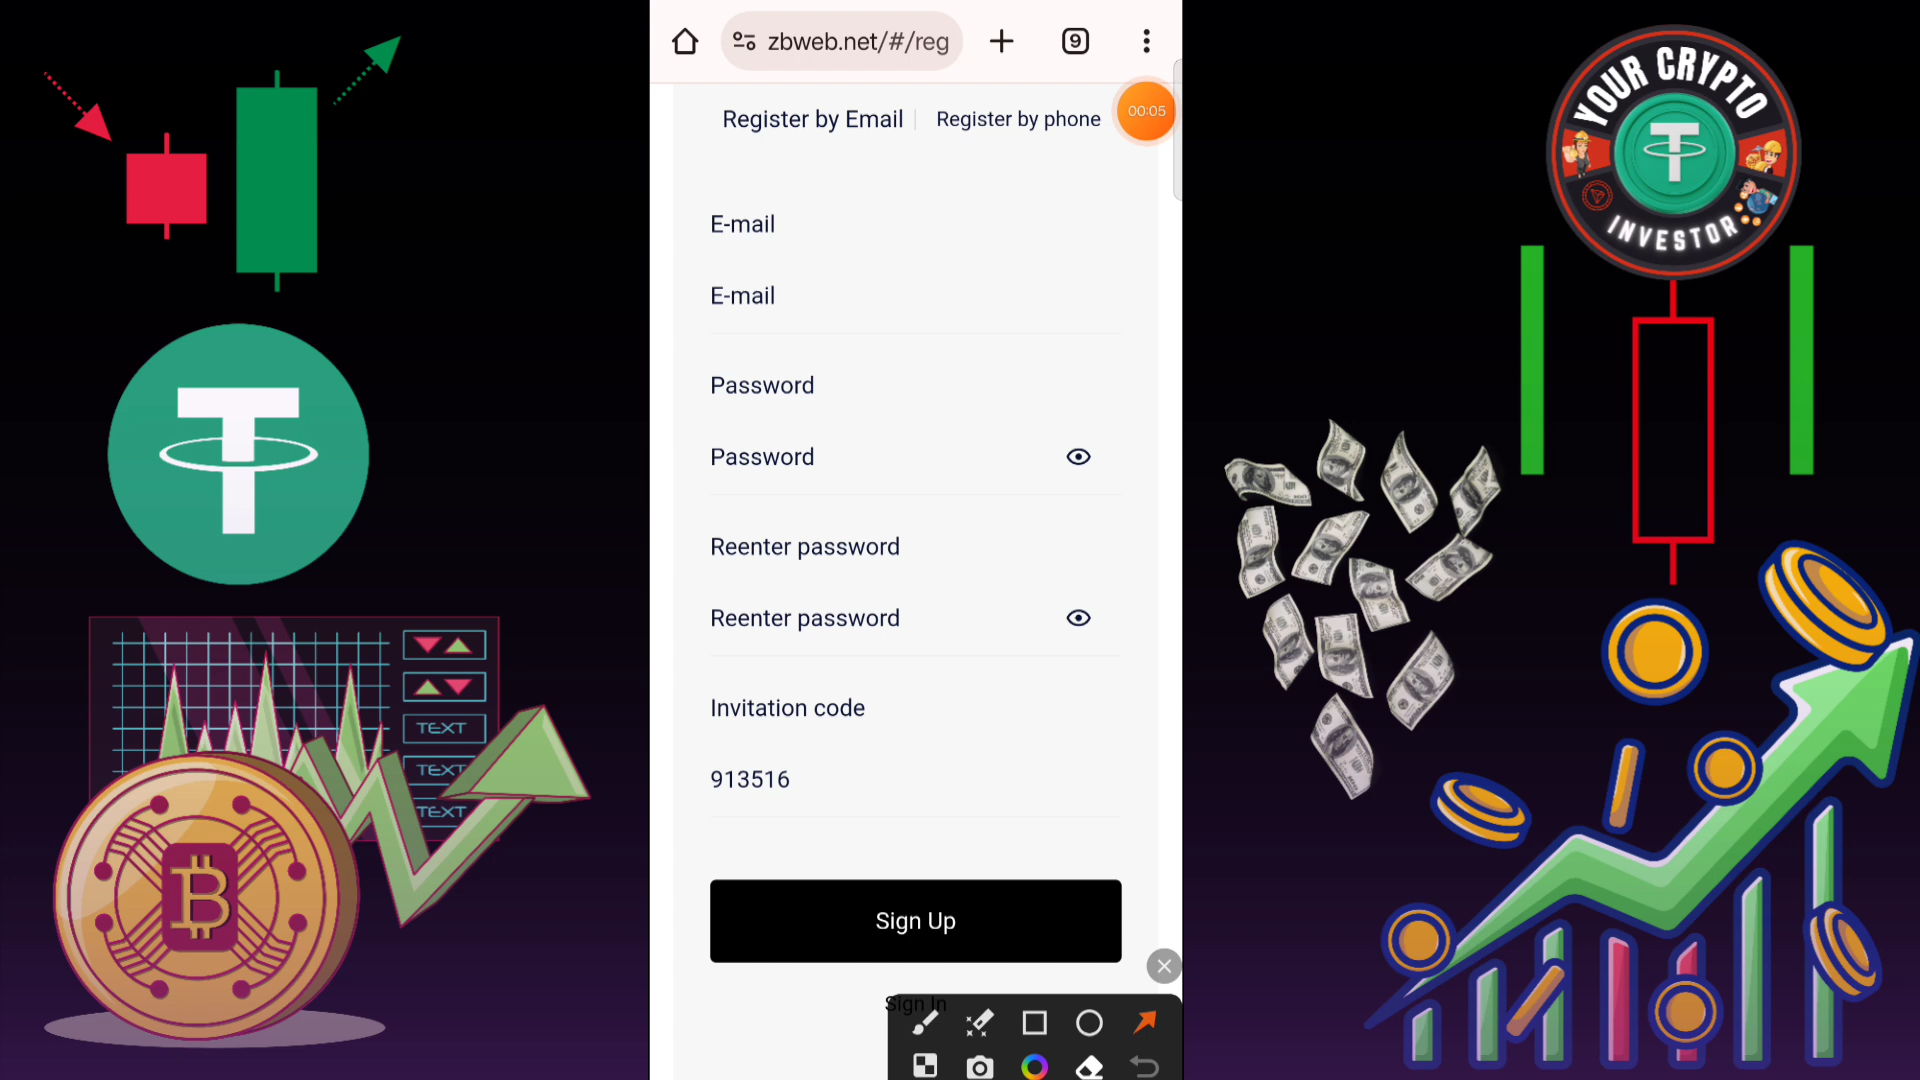 zbweb.net/#/reg
9
Register by Email
Register by phone
00:05
E-mail
E-mail
Password
Password
Reenter password
Reenter password
Invitation code
913516
Sign Up
Sign In
TEXT
TEXT
TEXT
YOUR CRYPTO
INVESTOR